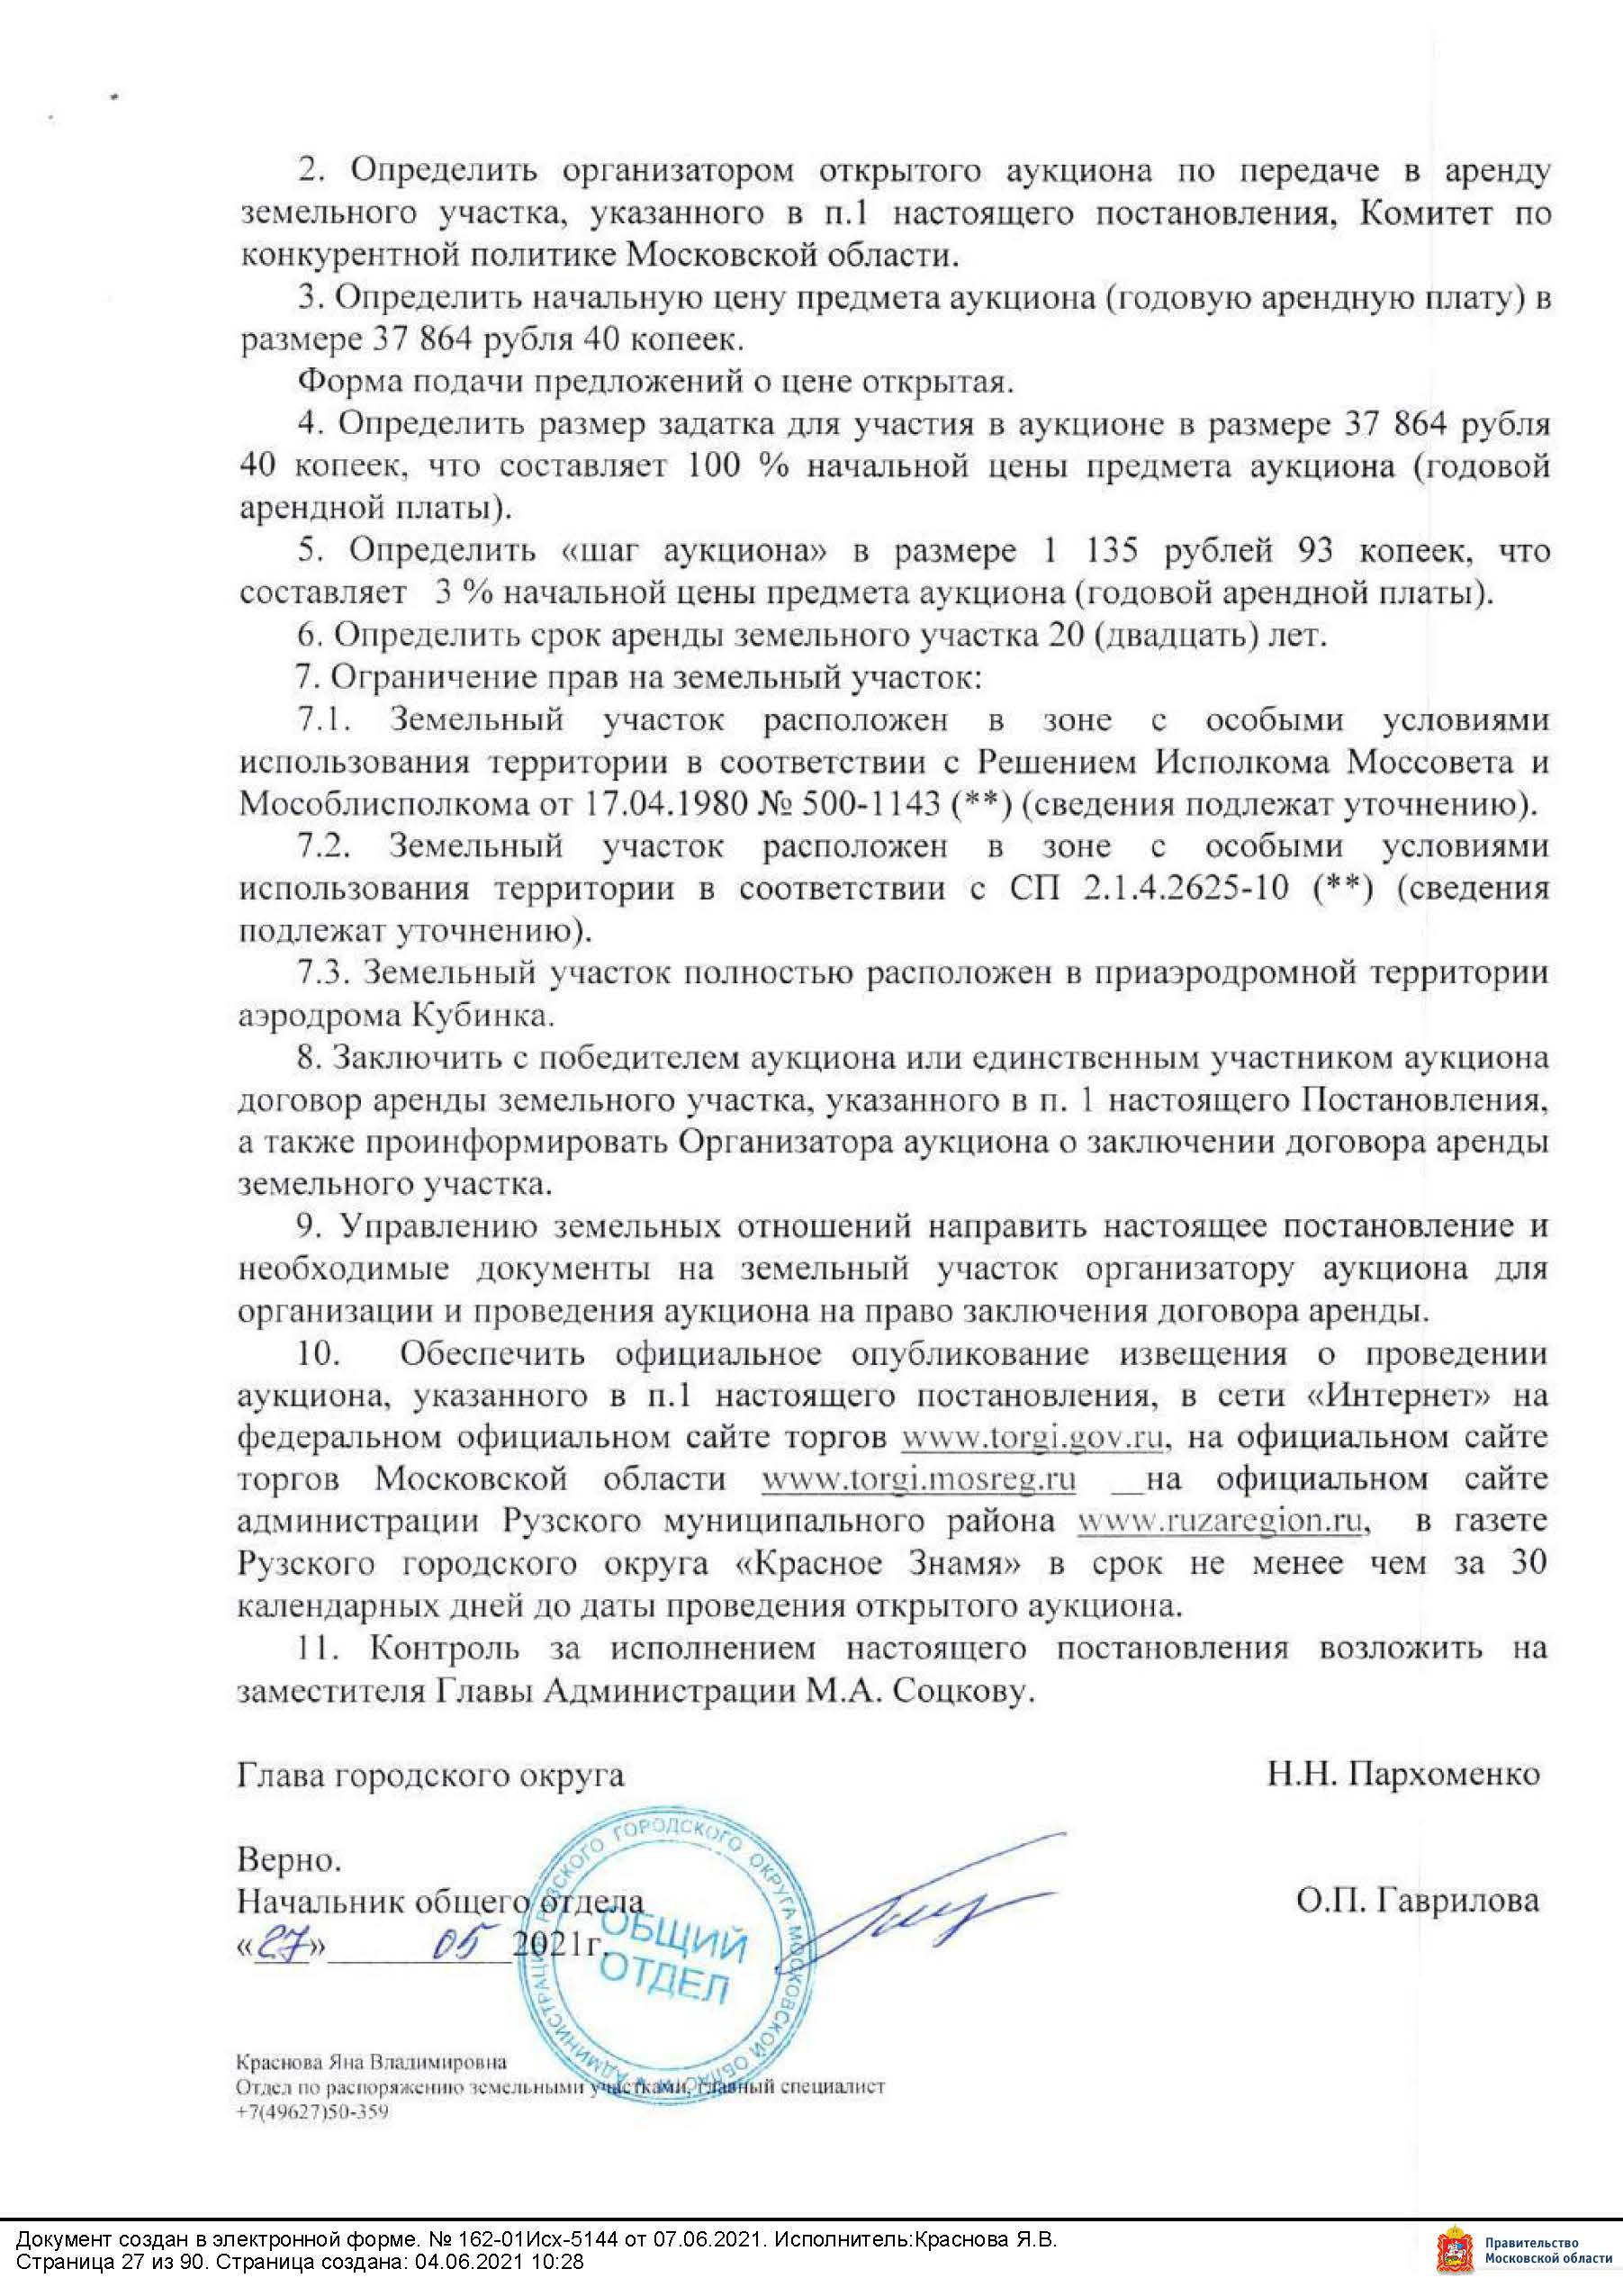 2. Определить организатором открытого аукциона по передаче в аренду
земельного участка, указанного в п.1 настоящего постановления, Комитет по
конкурентной политике Московской области.
3. Определить начальную цену предмета аукциона (годовую арендную плату) в
размере 37 864 рубля 40 копеек.
Форма подачи предложений о цене открытая.
4. Определить размер задатка для участия в аукционе в размере 37 864 рубля
40 копеек, что составляет 100 % начальной цены предмета аукциона (годовой
арендной платы).
5. Определить «шаг аукциона» в размере 1 135 рублей 93 копеек, что
составляет 3 % начальной цены предмета аукциона (годовой арендной платы).
6. Определить срок аренды земельного участка 20 (двадцать) лет.
7. Ограничение прав на земельный участок:
7.1. Земельный участок расположен в зоне с особыми условиями
использования территории в соответствии с Решением Исполкома Моссовета и
Мособлисполкома от 17.04.1980 № 500-1143 (**) (сведения подлежат уточнению).
7.2. Земельный участок расположен в зоне с особыми условиями
использования территории в соответствии с СП 2.1.4.2625-10 (**) (сведения
подлежат уточнению).
7.3. Земельный участок полностью расположен в приаэродромной территории
аэродрома Кубинка.
8. Заключить с победителем аукциона или единственным участником аукциона
договор аренды земельного участка, указанного в п. 1 настоящего Постановления,
а также проинформировать Организатора аукциона о заключении договора аренды
земельного участка.
9. Управлению земельных отношений направить настоящее постановление и
необходимые документы на земельный участок организатору аукциона для
организации и проведения аукциона на право заключения договора аренды.
10. Обеспечить официальное опубликование извещения о проведении
аукциона, указанного в п.1 настоящего постановления, в сети «Интернет» на
федеральном официальном сайте торгов www.torgi.gov.ru, на официальном сайте
торгов Московской области www.torgi.mosreg.ru __на официальном сайте
администрации Рузского муниципального района www.ruzaregion.ru, в газете
Рузского городского округа «Красное Знамя» в срок не менее чем за 30
календарных дней до даты проведения открытого аукциона.
11. Контроль за исполнением настоящего постановления возложить на
заместителя Главы Администрации М.А. Соцкову.
Глава городского округа Н.Н. Пархоменко
Верно.
Начальник общего отдела О.П. Гаврилова
«27» 05 2021г.
АДМИНИСТРАЦИЯ РУЗСКОГО ГОРОДСКОГО ОКРУГА МОСКОВСКОЙ ОБЛАСТИ
ОБЩИЙ
ОТДЕЛ
Краснова Яна Владимировна
Отдел по распоряжению земельными участками, главный специалист
+7(49627)50-359
Документ создан в электронной форме. № 162-01Исх-5144 от 07.06.2021. Исполнитель:Краснова Я.В.
Страница 27 из 90. Страница создана: 04.06.2021 10:28
Правительство
Московской области